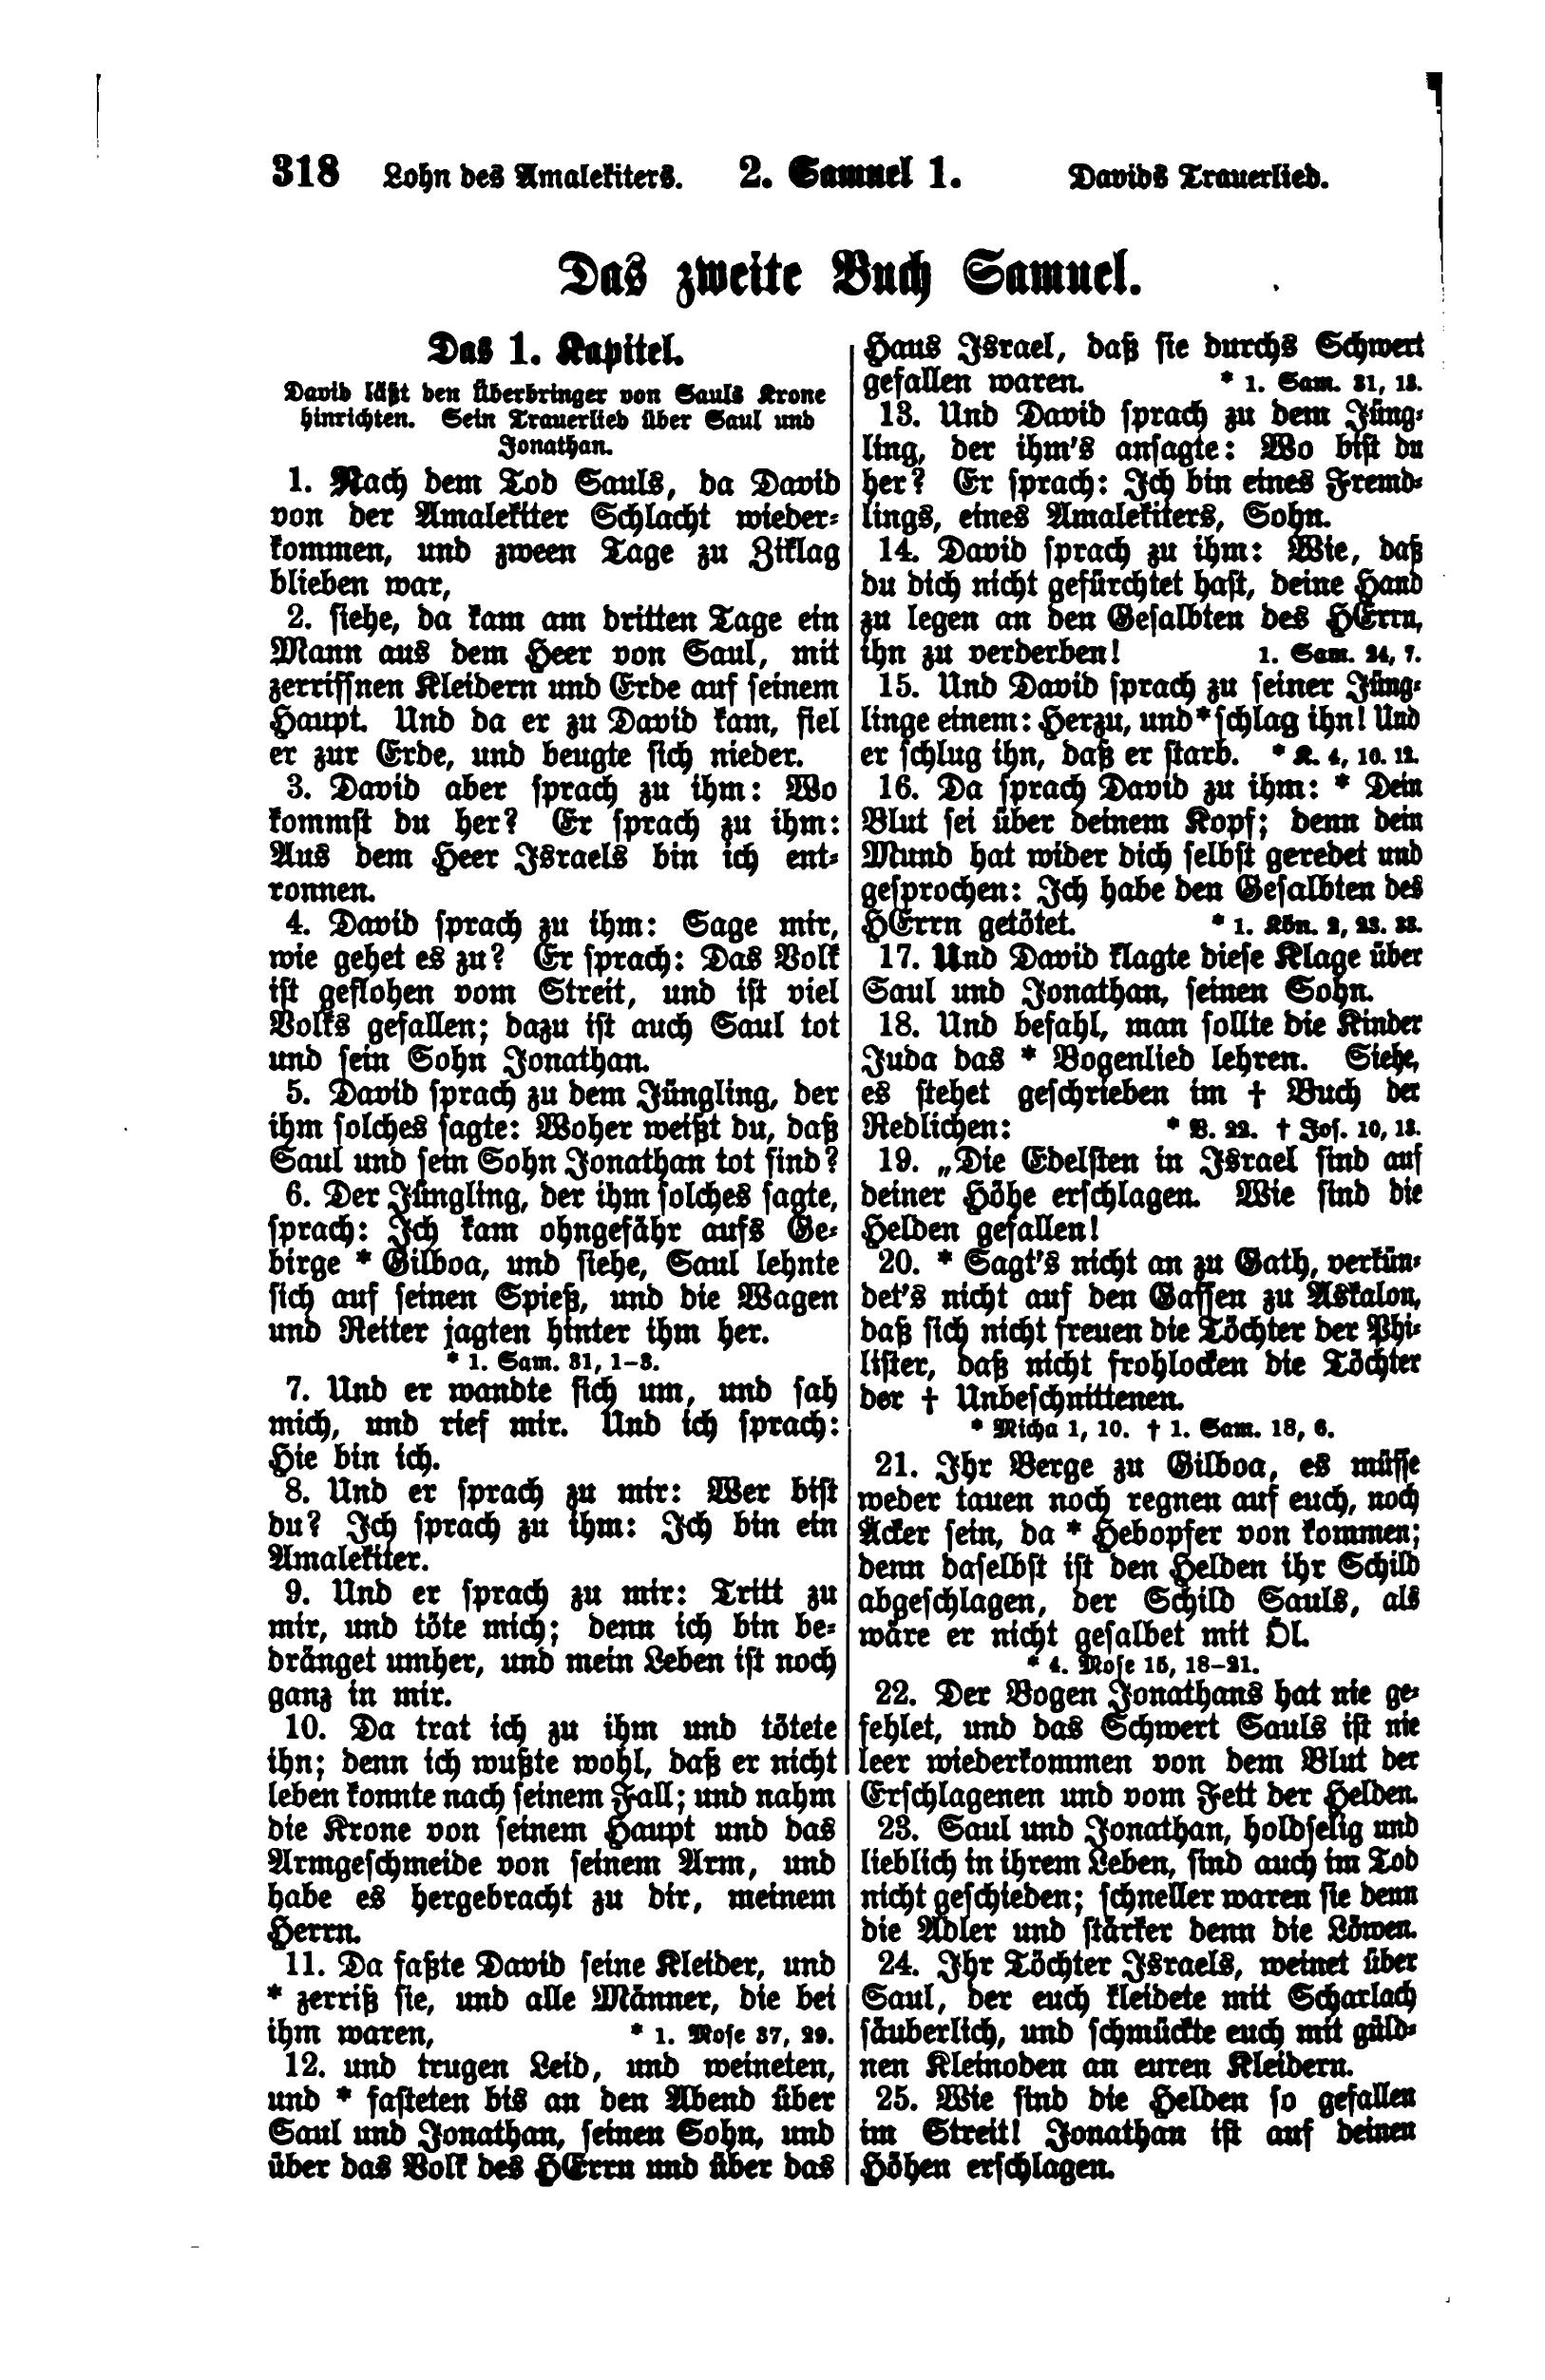 318 Lohn des Amalekiters. 2. Samuel 1. Davids Trauerlied.
Das zweite Buch Samuel.
Das 1. Kapitel.
David läßt den Überbringer von Sauls Krone
hinrichten. Sein Trauerlied über Saul und
Jonathan.
1. Nach dem Tod Sauls, da David
von der Amalekiter Schlacht wieder-
kommen, und zween Tage zu Ziklag
blieben war,
2. siehe, da kam am dritten Tage ein
Mann aus dem Heer von Saul, mit
zerrissnen Kleidern und Erde auf seinem
Haupt. Und da er zu David kam, fiel
er zur Erde, und beugte sich nieder.
3. David aber sprach zu ihm: Wo
kommst du her? Er sprach zu ihm:
Aus dem Heer Israels bin ich ent-
ronnen.
4. David sprach zu ihm: Sage mir,
wie gehet es zu? Er sprach: Das Volk
ist geflohen vom Streit, und ist viel
Volks gefallen; dazu ist auch Saul tot
und sein Sohn Jonathan.
5. David sprach zu dem Jüngling, der
ihm solches sagte: Woher weißt du, daß
Saul und sein Sohn Jonathan tot sind?
6. Der Jüngling, der ihm solches sagte,
sprach: Ich kam ohngefähr aufs Ge-
birge * Gilboa, und siehe, Saul lehnte
sich auf seinen Spieß, und die Wagen
und Reiter jagten hinter ihm her.
* 1. Sam. 31, 1–3.
7. Und er wandte sich um, und sah
mich, und rief mir. Und ich sprach:
Hie bin ich.
8. Und er sprach zu mir: Wer bist
du? Ich sprach zu ihm: Ich bin ein
Amalekiter.
9. Und er sprach zu mir: Tritt zu
mir, und töte mich; denn ich bin be-
dränget umher, und mein Leben ist noch
ganz in mir.
10. Da trat ich zu ihm und tötete
ihn; denn ich wußte wohl, daß er nicht
leben konnte nach seinem Fall; und nahm
die Krone von seinem Haupt und das
Armgeschmeide von seinem Arm, und
habe es hergebracht zu dir, meinem
Herrn.
11. Da faßte David seine Kleider, und
* zerriß sie, und alle Männer, die bei
ihm waren, * 1. Mose 37, 29.
12. und trugen Leid, und weineten,
und * fasteten bis an den Abend über
Saul und Jonathan, seinen Sohn, und
über das Volk des HErrn und über das
Haus Israel, daß sie durchs Schwert
gefallen waren. * 1. Sam. 31, 13.
13. Und David sprach zu dem Jüng-
ling, der ihm's ansagte: Wo bist du
her? Er sprach: Ich bin eines Fremd-
lings, eines Amalekiters, Sohn.
14. David sprach zu ihm: Wie, daß
du dich nicht gefürchtet hast, deine Hand
zu legen an den Gesalbten des HErrn,
ihn zu verderben! 1. Sam. 24, 7.
15. Und David sprach zu seiner Jüng-
linge einem: Herzu, und * schlag ihn! Und
er schlug ihn, daß er starb. * K. 4, 10. 12.
16. Da sprach David zu ihm: * Dein
Blut sei über deinem Kopf; denn dein
Mund hat wider dich selbst geredet und
gesprochen: Ich habe den Gesalbten des
HErrn getötet. * 1. Kön. 2, 23. 33.
17. Und David klagte diese Klage über
Saul und Jonathan, seinen Sohn.
18. Und befahl, man sollte die Kinder
Juda das * Bogenlied lehren. Siehe,
es stehet geschrieben im † Buch der
Redlichen: * V. 22. † Jos. 10, 13.
19. „Die Edelsten in Israel sind auf
deiner Höhe erschlagen. Wie sind die
Helden gefallen!
20. * Sagt's nicht an zu Gath, verkün-
det's nicht auf den Gassen zu Askalon,
daß sich nicht freuen die Töchter der Phi-
lister, daß nicht frohlocken die Töchter
der † Unbeschnittenen.
* Micha 1, 10. † 1. Sam. 18, 6.
21. Ihr Berge zu Gilboa, es müsse
weder tauen noch regnen auf euch, noch
Äcker sein, da * Hebopfer von kommen;
denn daselbst ist den Helden ihr Schild
abgeschlagen, der Schild Sauls, als
wäre er nicht gesalbet mit Öl.
* 4. Mose 15, 18–21.
22. Der Bogen Jonathans hat nie ge-
fehlet, und das Schwert Sauls ist nie
leer wiederkommen von dem Blut der
Erschlagenen und vom Fett der Helden.
23. Saul und Jonathan, holdselig und
lieblich in ihrem Leben, sind auch im Tod
nicht geschieden; schneller waren sie denn
die Adler und stärker denn die Löwen.
24. Ihr Töchter Israels, weinet über
Saul, der euch kleidete mit Scharlach
säuberlich, und schmückte euch mit güld-
nen Kleinoden an euren Kleidern.
25. Wie sind die Helden so gefallen
im Streit! Jonathan ist auf deinen
Höhen erschlagen.